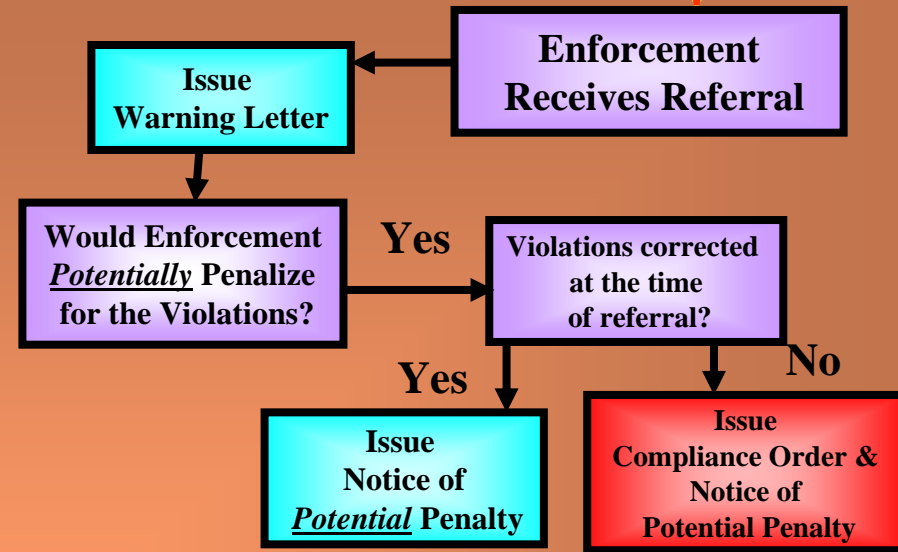 Enforcement
Receives Referral
Issue
Warning Letter
Would Enforcement
Potentially Penalize
for the Violations?
Yes
Violations corrected
at the time
of referral?
Yes
No
Issue
Notice of
Potential Penalty
Issue
Compliance Order &
Notice of
Potential Penalty